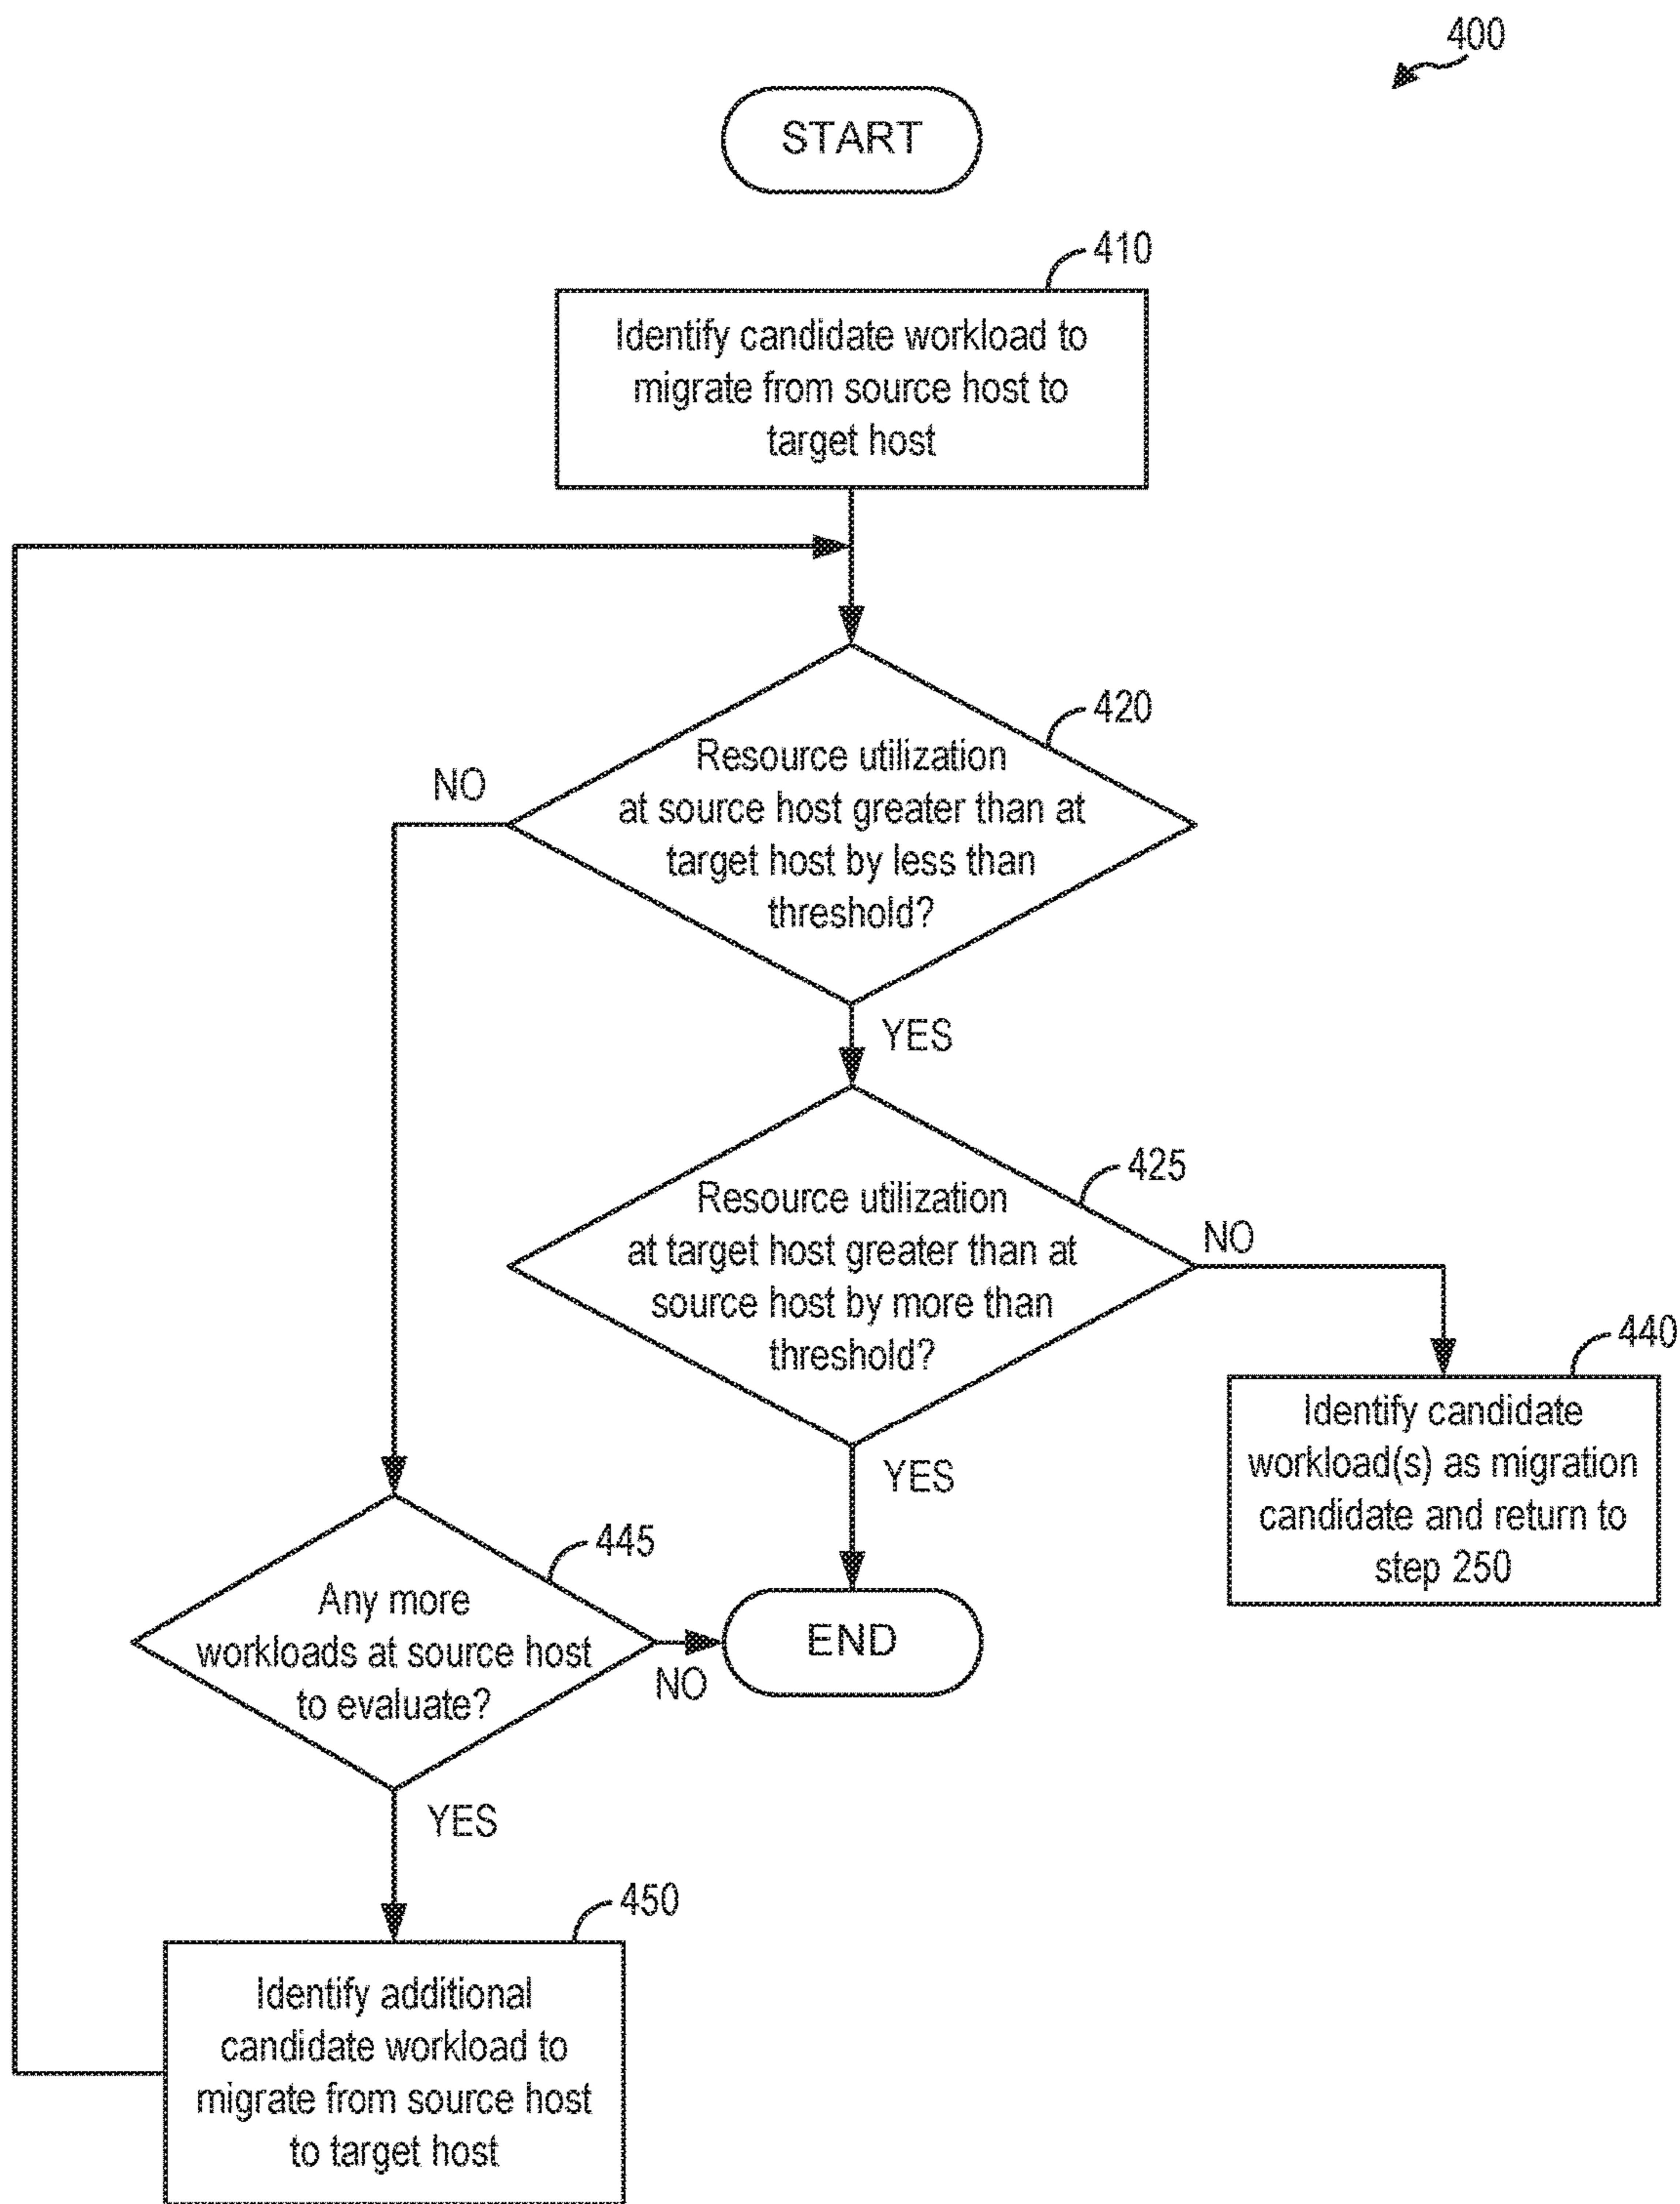 400
START
410
Identify candidate workload to
migrate from source host to
target host
420
Resource utilization
at source host greater than at
target host by less than
threshold?
NO
YES
425
Resource utilization
at target host greater than at
source host by more than
threshold?
NO
YES
440
Identify candidate
workload(s) as migration
candidate and return to
step 250
445
Any more
workloads at source host
to evaluate?
NO
END
YES
450
Identify additional
candidate workload to
migrate from source host
to target host